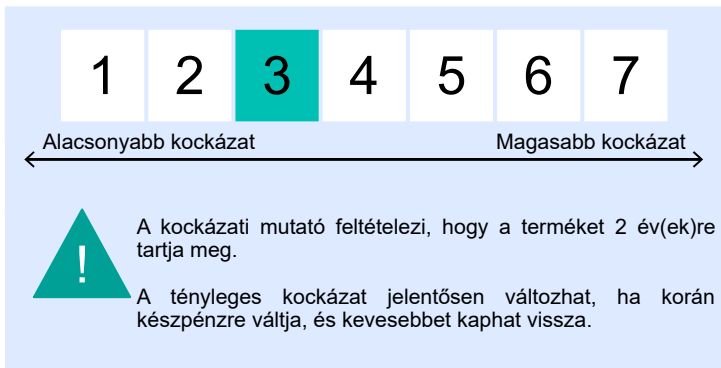 1 2 3 4 5 6 7
Alacsonyabb kockázat Magasabb kockázat
!
A kockázati mutató feltételezi, hogy a terméket 2 év(ek)re
tartja meg.
A tényleges kockázat jelentősen változhat, ha korán
készpénzre váltja, és kevesebbet kaphat vissza.